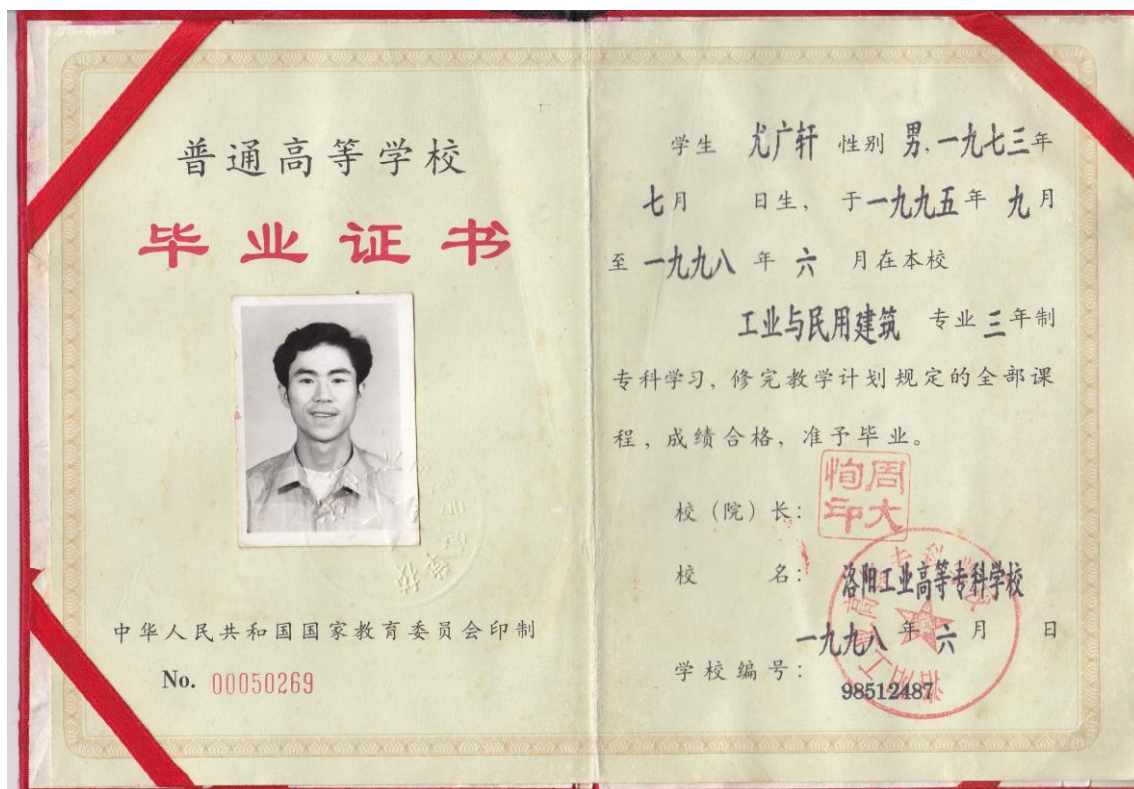 普通高等学校
毕业证书
中华人民共和国国家教育委员会印制
No. 00050269
学生 尤广轩 性别 男,一九七三年
七月 日生, 于一九九五年 九月
至 一九九八 年 六 月在本校
工业与民用建筑 专业 三年制
专科学习, 修完教学计划规定的全部课
程, 成绩合格, 准予毕业。
校(院)长: 周大恂印
校 名: 洛阳工业高等专科学校
一九九八年六月 日
学校编号: 98512487